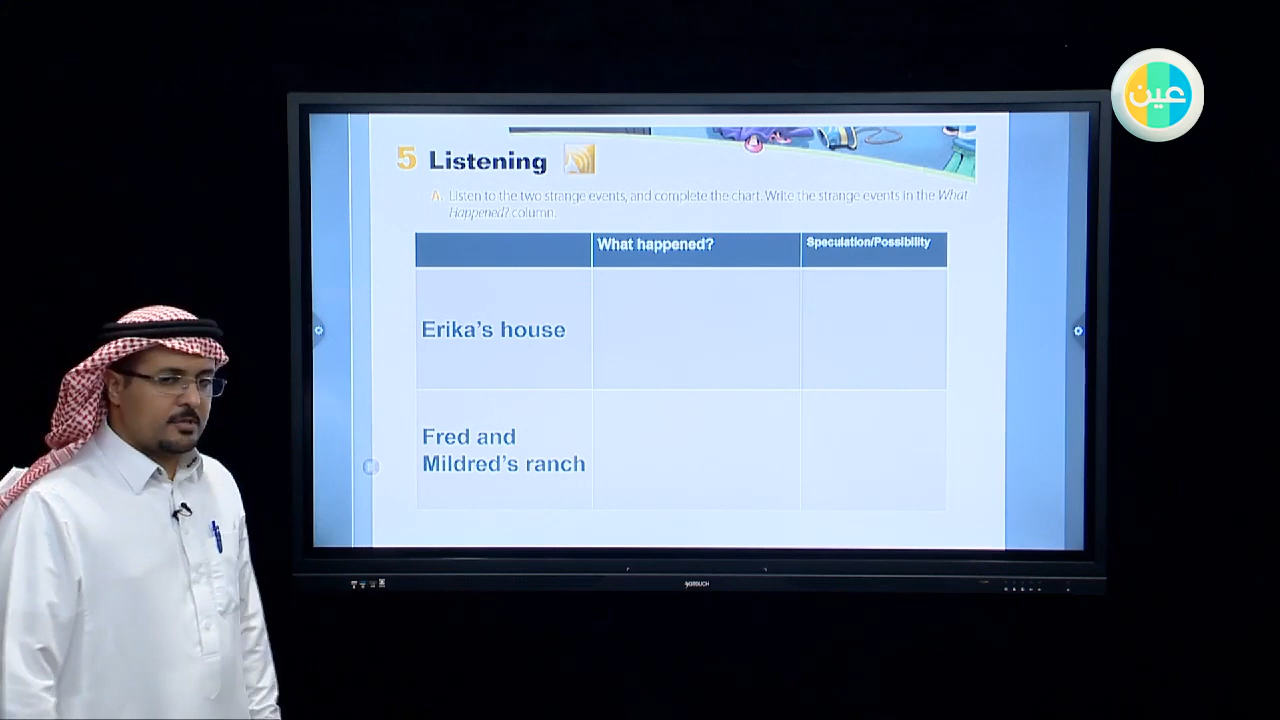 عين
5 Listening
A. Listen to the two strange events, and complete the chart. Write the strange events in the What
Happened? column.
What happened?
Speculation/Possibility
Erika's house
Fred and
Mildred's ranch